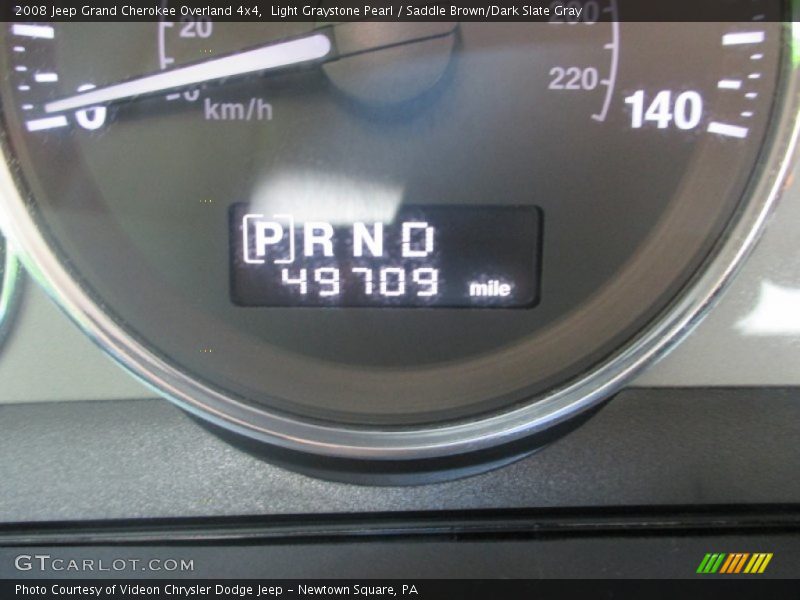 2008 Jeep Grand Cherokee Overland 4x4, Light Graystone Pearl / Saddle Brown/Dark Slate Gray
20
0
km/h
220
140
[P] R N D
49709 mile
GTCARLOT.COM
Photo Courtesy of Videon Chrysler Dodge Jeep - Newtown Square, PA